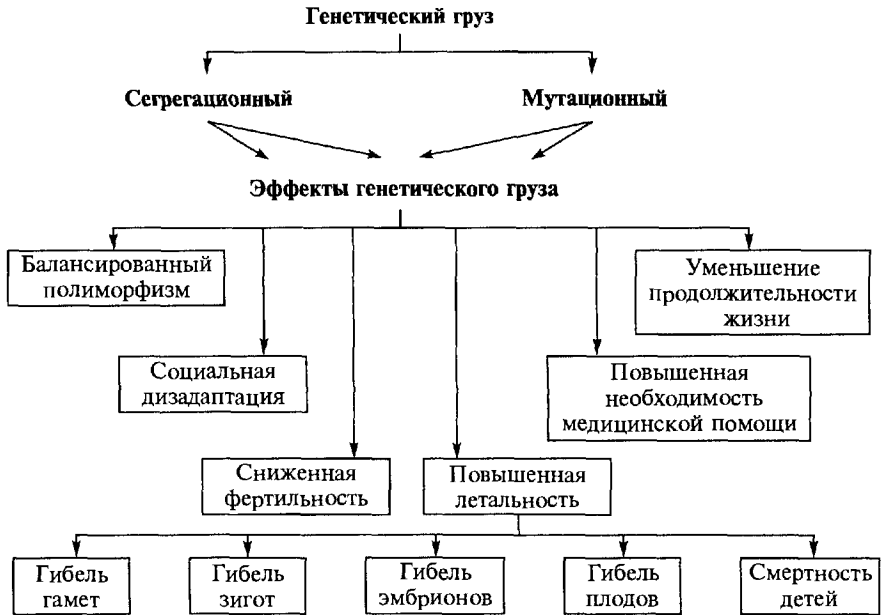 Генетический груз
Сегрегационный
Мутационный
Эффекты генетического груза
Балансированный
полиморфизм
Уменьшение
продолжительности
жизни
Социальная
дизадаптация
Повышенная
необходимость
медицинской помощи
Сниженная
фертильность
Повышенная
летальность
Гибель
гамет
Гибель
зигот
Гибель
эмбрионов
Гибель
плодов
Смертность
детей